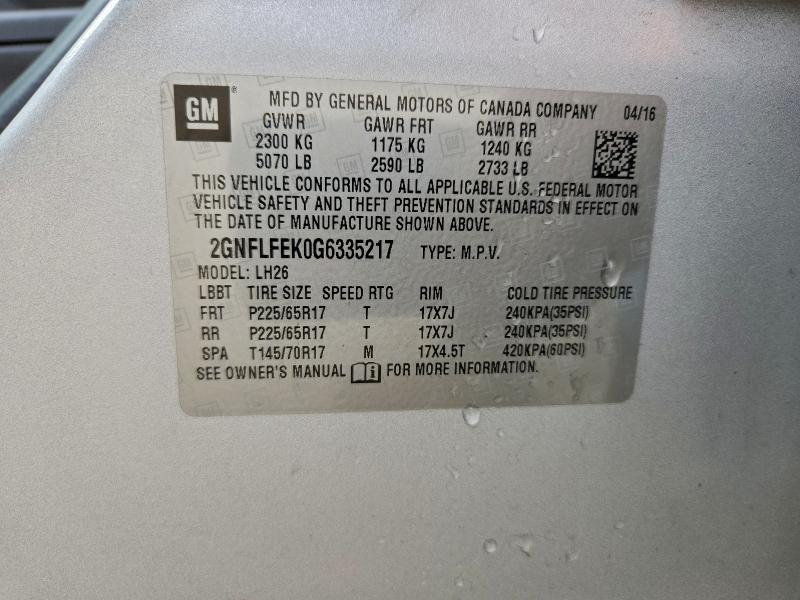 GM ® MFD BY GENERAL MOTORS OF CANADA COMPANY 04/16
GVWR GAWR FRT GAWR RR
2300 KG 1175 KG 1240 KG
5070 LB 2590 LB 2733 LB
THIS VEHICLE CONFORMS TO ALL APPLICABLE U.S. FEDERAL MOTOR
VEHICLE SAFETY AND THEFT PREVENTION STANDARDS IN EFFECT ON
THE DATE OF MANUFACTURE SHOWN ABOVE.
2GNFLFEK0G6335217 TYPE: M.P.V.
MODEL: LH26
LBBT TIRE SIZE SPEED RTG RIM COLD TIRE PRESSURE
FRT P225/65R17 T 17X7J 240KPA(35PSI)
RR P225/65R17 T 17X7J 240KPA(35PSI)
SPA T145/70R17 M 17X4.5T 420KPA(60PSI)
SEE OWNER'S MANUAL i FOR MORE INFORMATION.